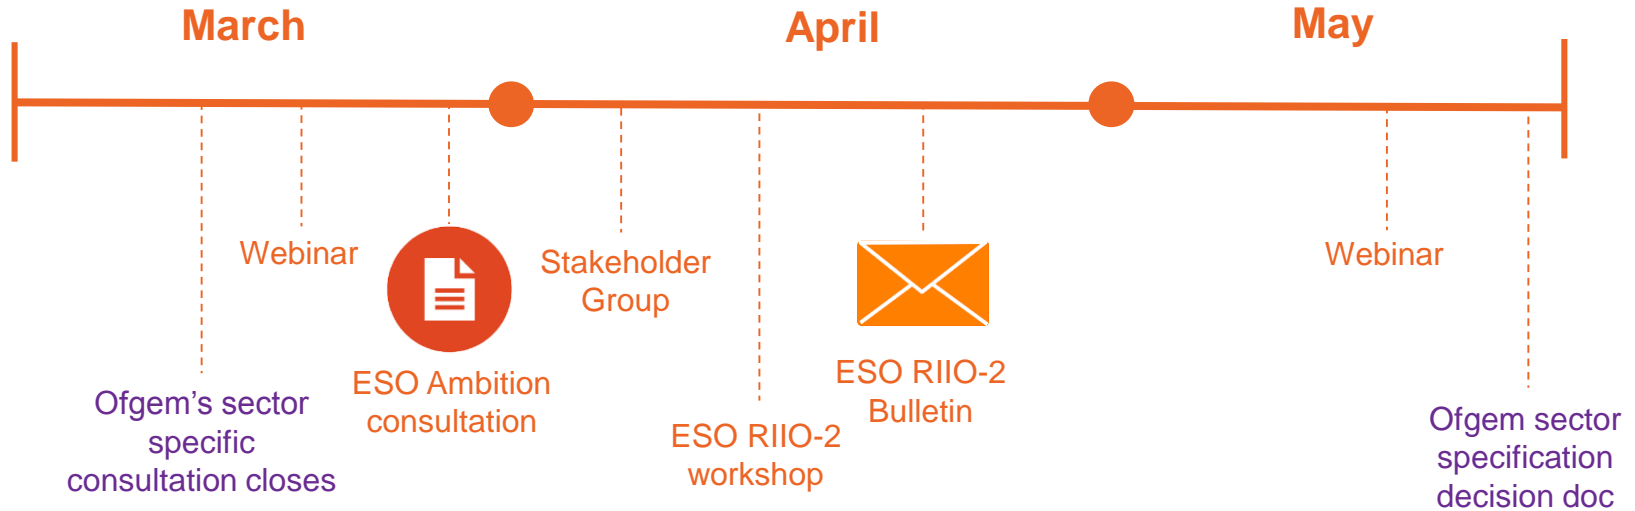 March
April
May
Webinar
Stakeholder
Group
Webinar
ESO Ambition
consultation
ESO RIIO-2
Bulletin
Ofgem’s sector
specific
consultation closes
ESO RIIO-2
workshop
Ofgem sector
specification
decision doc